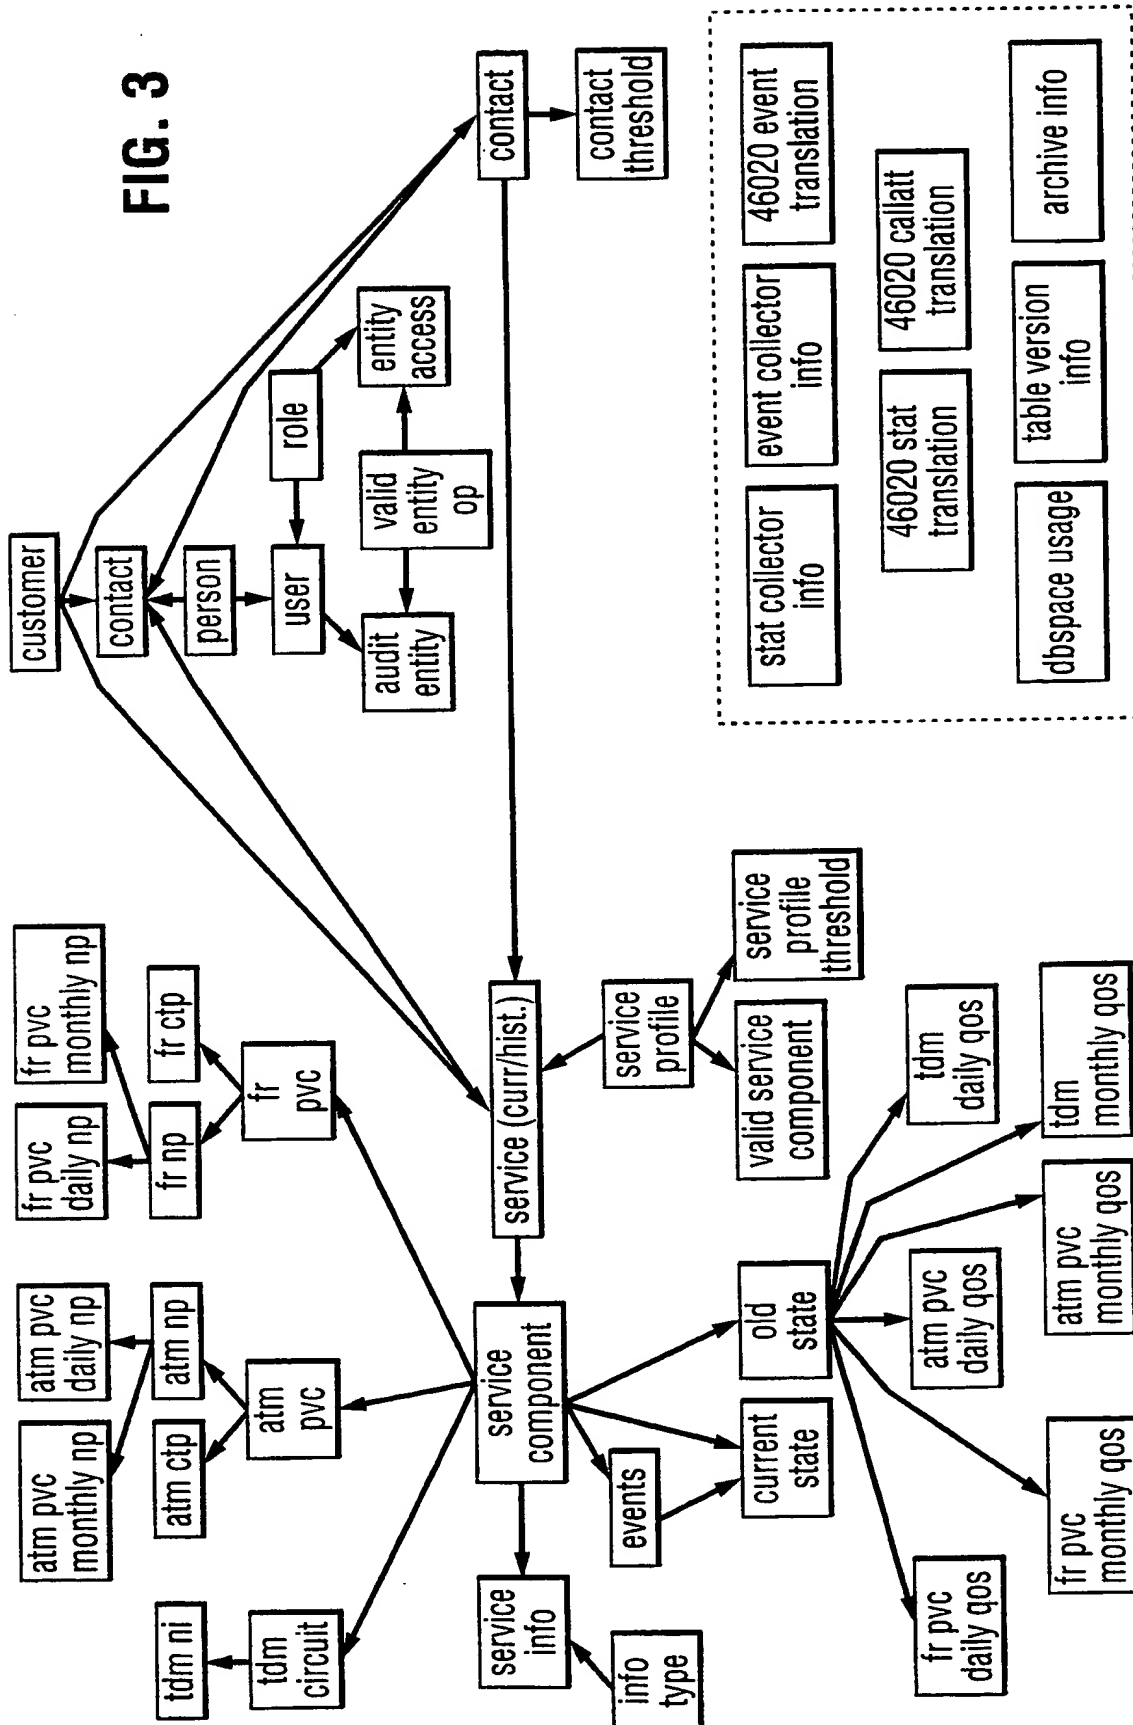 FIG. 3
customer
contact
person
user
role
audit
entity
valid
entity
op
entity
access
contact
contact
threshold
fr pvc
monthly np
fr pvc
daily np
fr ctp
fr np
fr
pvc
atm pvc
daily np
atm pvc
monthly np
atm np
atm ctp
atm
pvc
tdm ni
tdm
circuit
service (curr/hist.)
service
component
service
info
info
type
events
current
state
old
state
service
profile
service
profile
threshold
valid service
component
tdm
daily qos
tdm
monthly qos
atm pvc
daily qos
atm pvc
monthly qos
fr pvc
daily qos
fr pvc
monthly qos
stat collector
info
event collector
info
46020 event
translation
46020 stat
translation
46020 callatt
translation
dbspace usage
table version
info
archive info